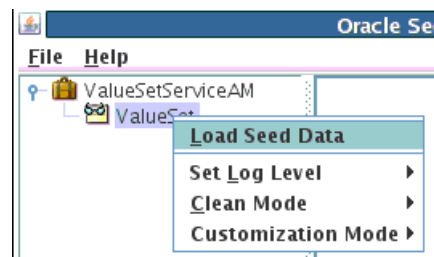 Oracle Se
File Help
ValueSetServiceAM
ValueSet
Load Seed Data
Set Log Level
Clean Mode
Customization Mode